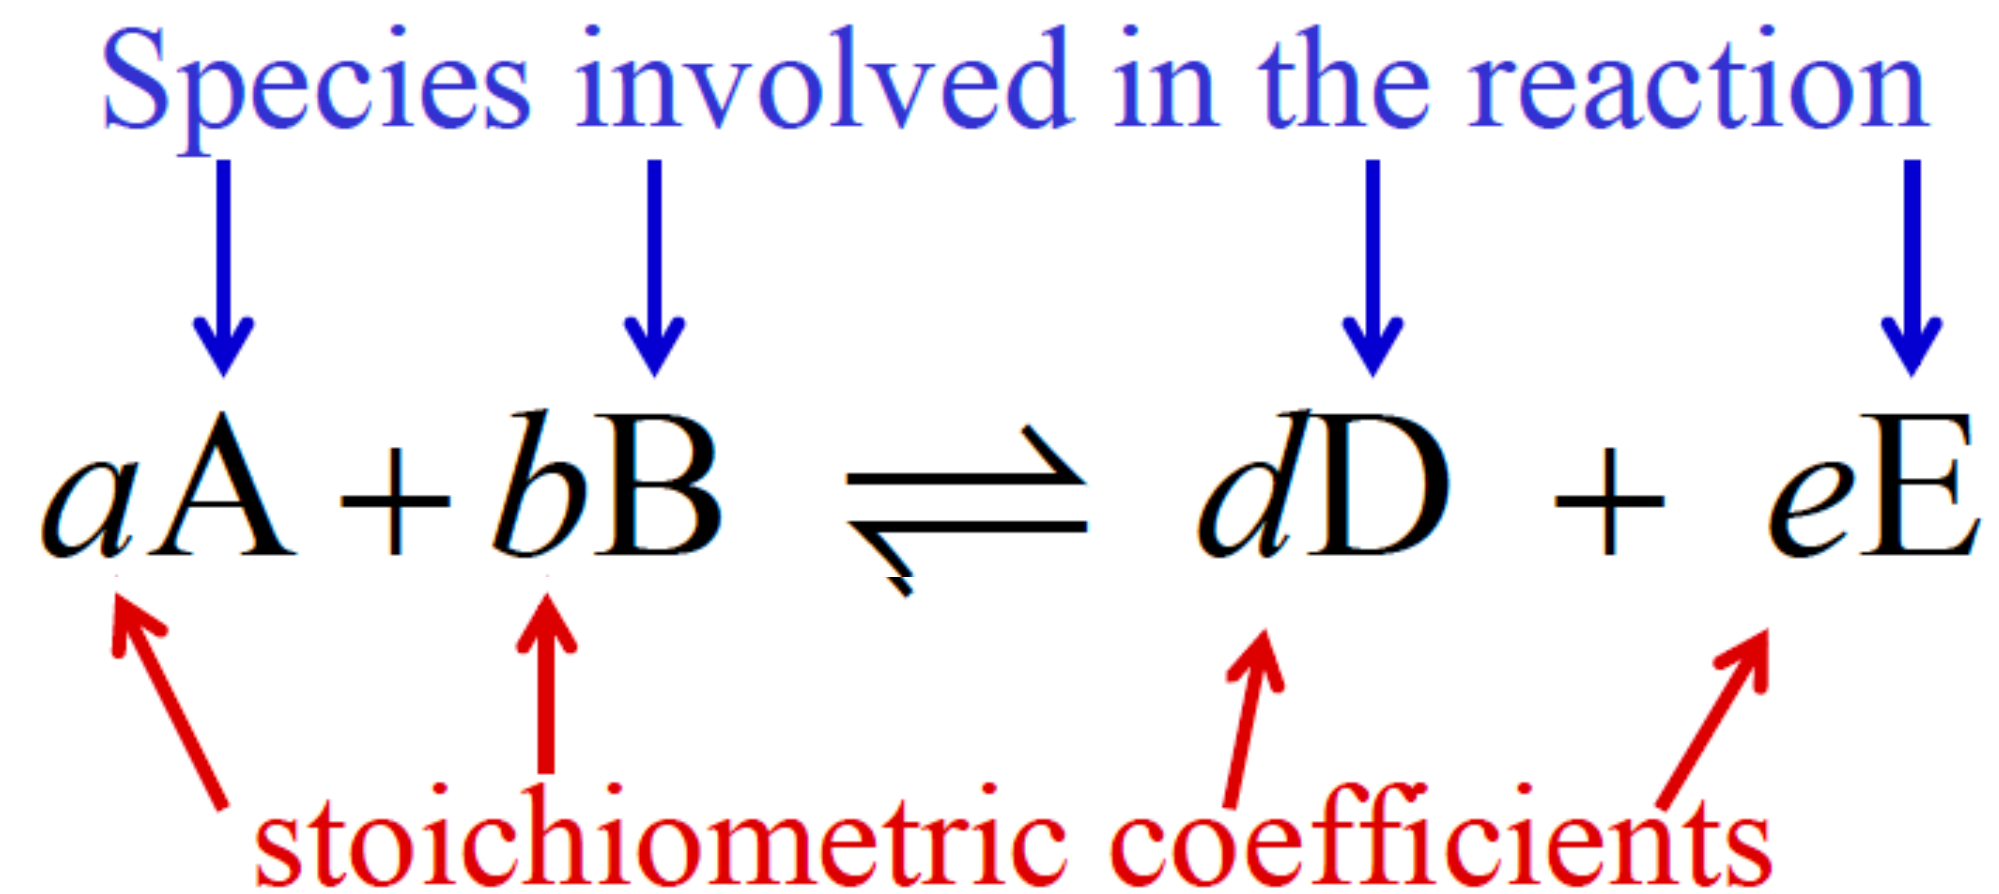 Species involved in the reaction
aA + bB ⇌ dD + eE
stoichiometric coefficients